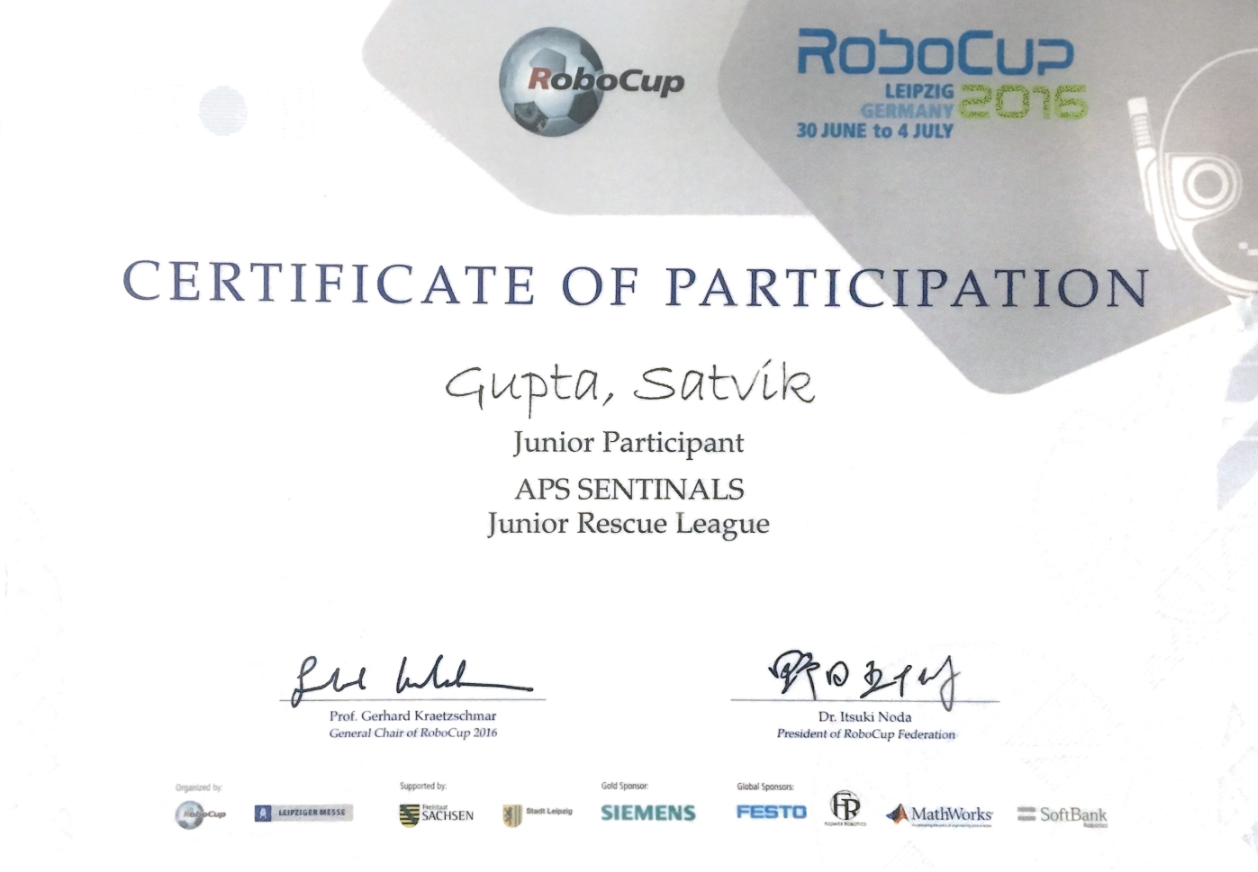 RoboCup
RoboCup
LEIPZIG
GERMANY
2016
30 JUNE to 4 JULY
CERTIFICATE OF PARTICIPATION
Gupta, Satvik
Junior Participant
APS SENTINALS
Junior Rescue League
Prof. Gerhard Kraetzschmar
General Chair of RoboCup 2016
Dr. Itsuki Noda
President of RoboCup Federation
Organized by:
RoboCup
LEIPZIGER MESSE
Supported by:
Freistaat
SACHSEN
Stadt Leipzig
Gold Sponsor:
SIEMENS
Global Sponsors:
FESTO
FR
MathWorks
SoftBank
Robotics